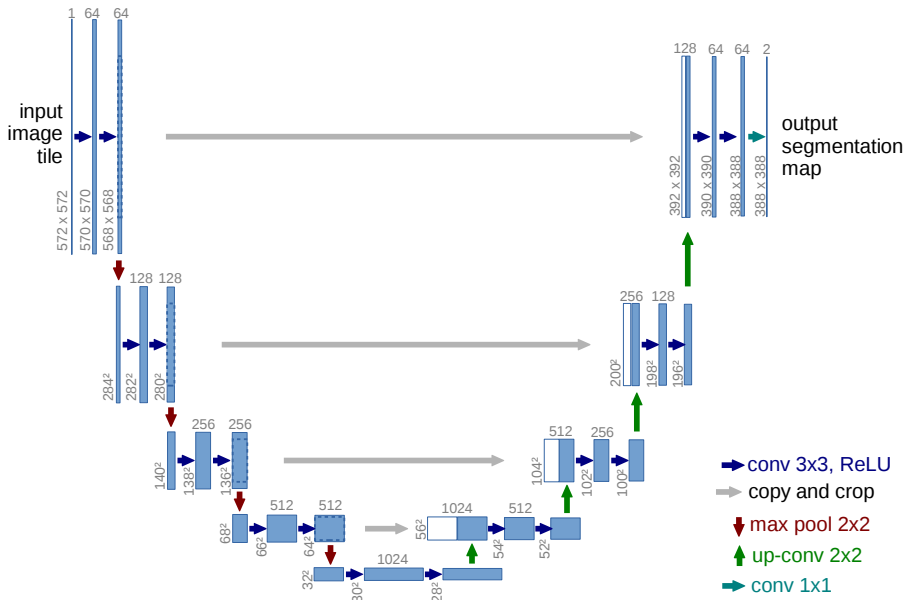 1 64 64
input
image
tile
572 x 572
570 x 570
568 x 568
128 64 64 2
output
segmentation
map
392 x 392
390 x 390
388 x 388
388 x 388
128 128
284²
282²
280²
256 128
200²
198²
196²
256 256
140²
138²
136²
512 256
104²
102²
100²
512 512
68²
66²
64²
1024 512
56²
54²
52²
1024
32²
30²
28²
conv 3x3, ReLU
copy and crop
max pool 2x2
up-conv 2x2
conv 1x1